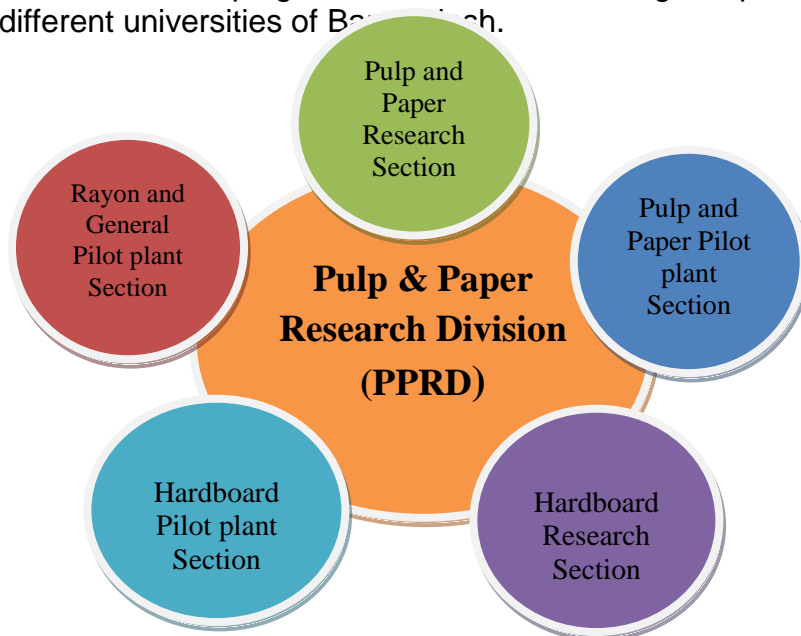 different universities of
Pulp and
Paper
Research
Section
Rayon and
General
Pilot plant
Section
Pulp and
Paper Pilot
plant
Section
Pulp & Paper
Research Division
(PPRD)
Hardboard
Pilot plant
Section
Hardboard
Research
Section